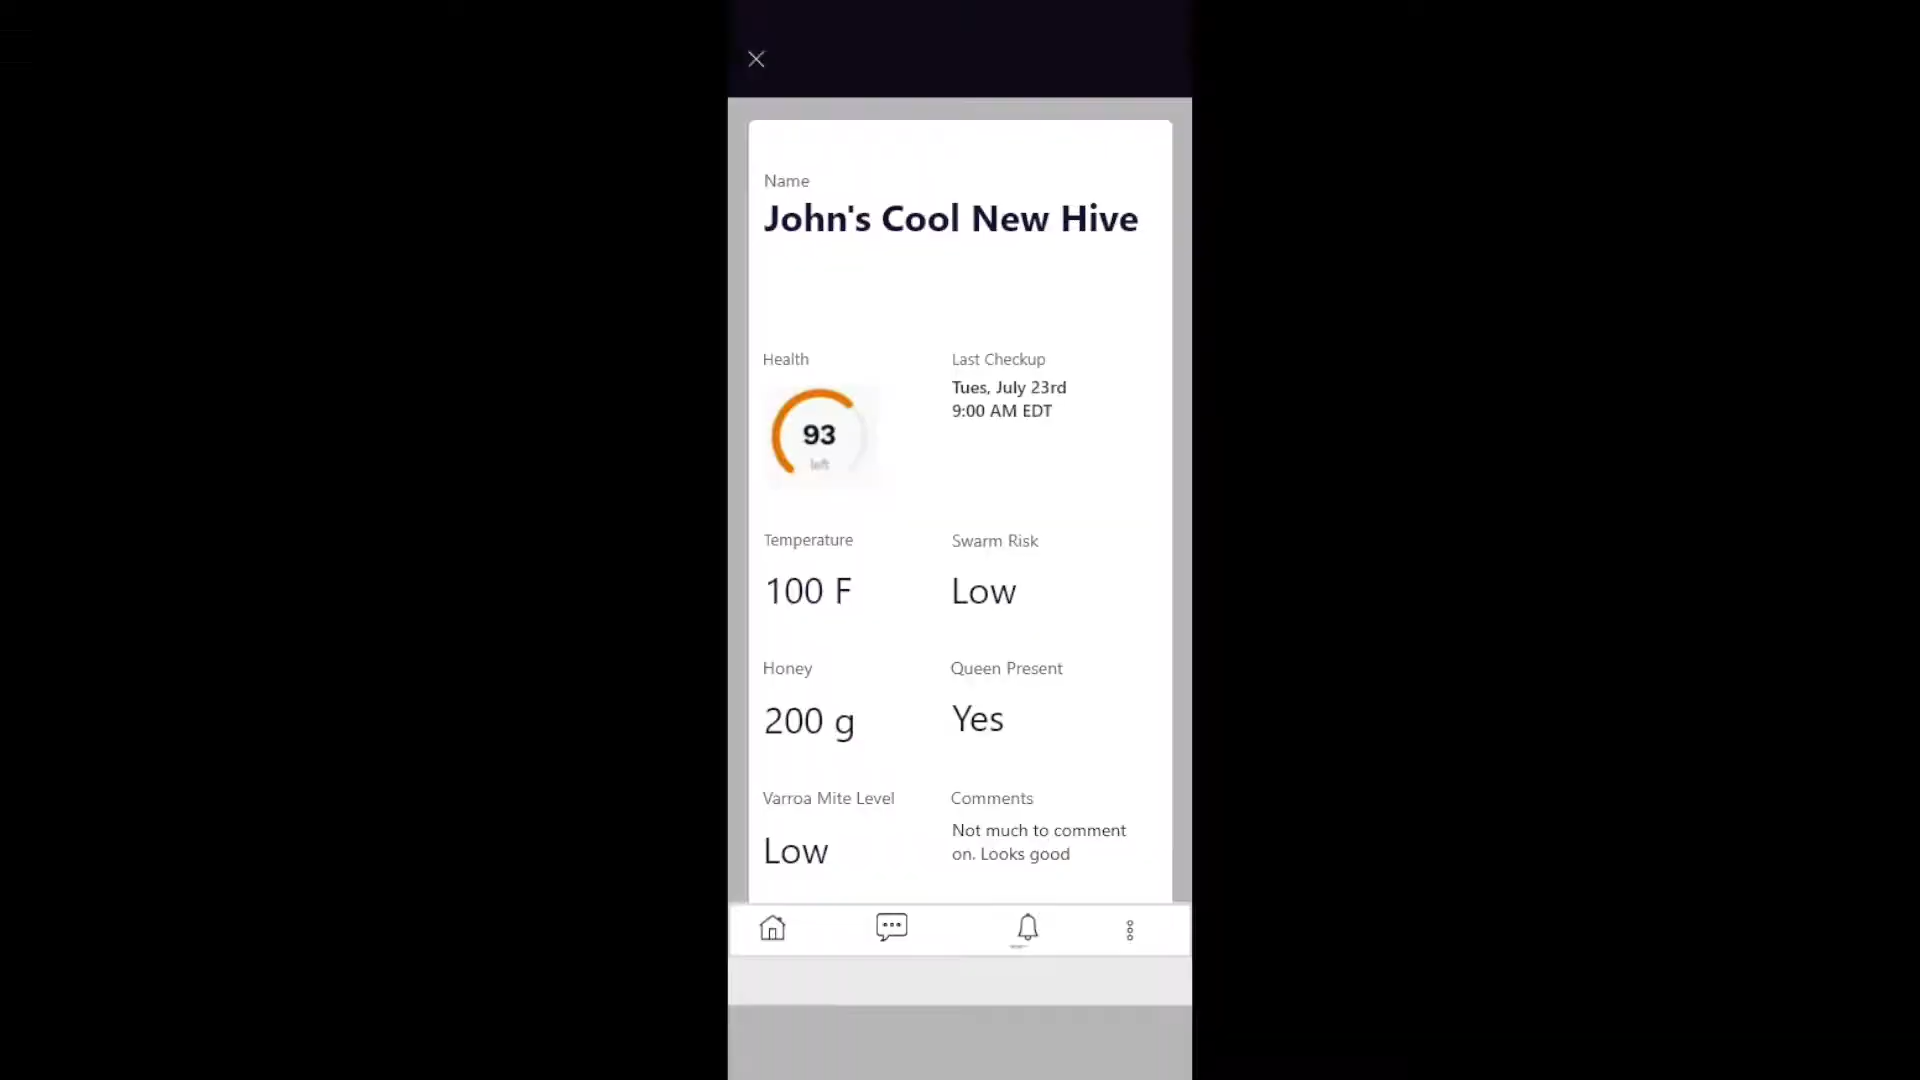 Name
John's Cool New Hive
Health
Last Checkup
93
left
Tues, July 23rd
9:00 AM EDT
Temperature
Swarm Risk
100 F
Low
Honey
Queen Present
200 g
Yes
Varroa Mite Level
Comments
Low
Not much to comment
on. Looks good